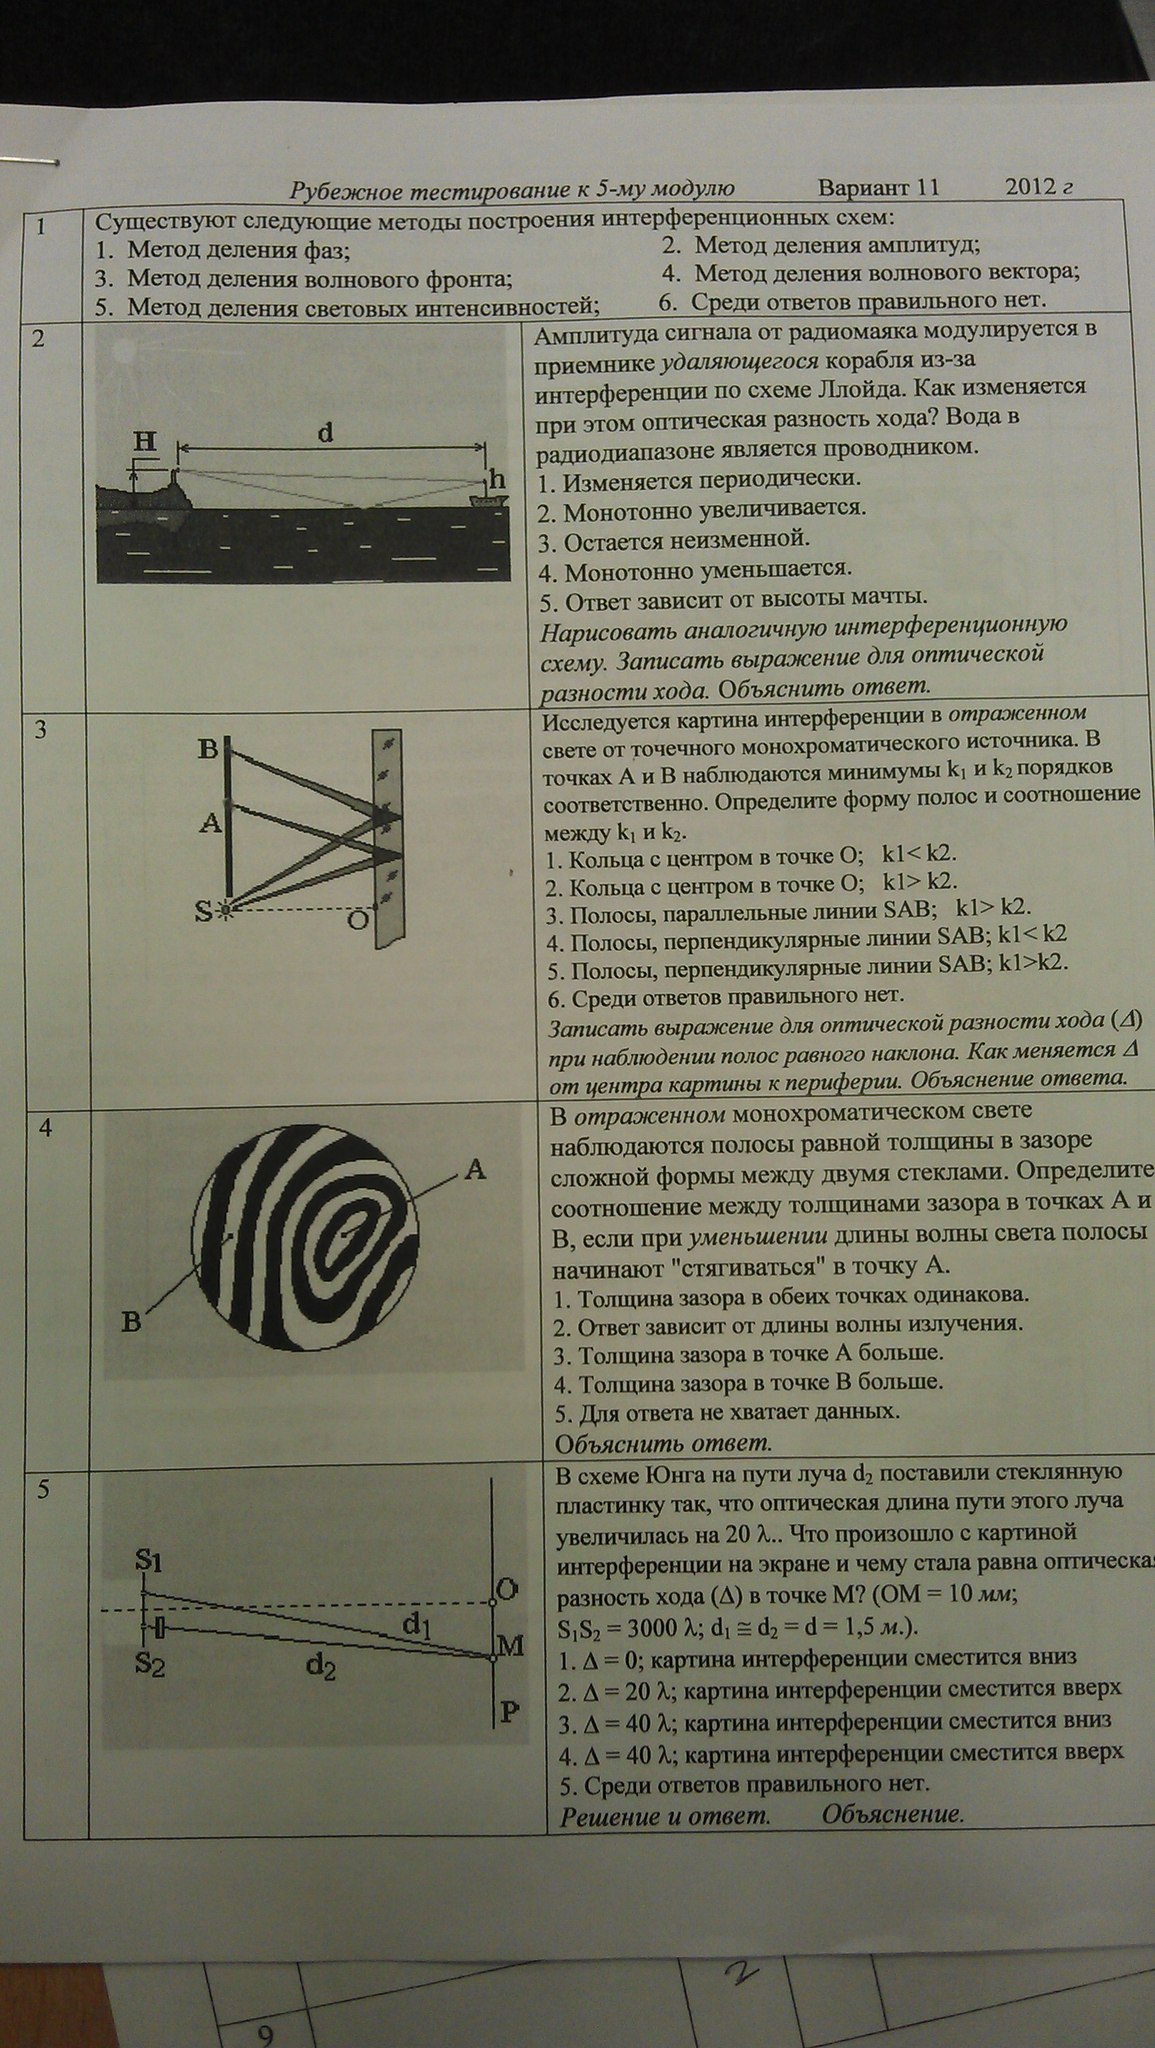 Рубежное тестирование к 5-му модулю Вариант 11 2012 г
1
Существуют следующие методы построения интерференционных схем:
1. Метод деления фаз; 2. Метод деления амплитуд;
3. Метод деления волнового фронта; 4. Метод деления волнового вектора;
5. Метод деления световых интенсивностей; 6. Среди ответов правильного нет.
2
H
d
h
Амплитуда сигнала от радиомаяка модулируется в
приемнике удаляющегося корабля из-за
интерференции по схеме Ллойда. Как изменяется
при этом оптическая разность хода? Вода в
радиодиапазоне является проводником.
1. Изменяется периодически.
2. Монотонно увеличивается.
3. Остается неизменной.
4. Монотонно уменьшается.
5. Ответ зависит от высоты мачты.
Нарисовать аналогичную интерференционную
схему. Записать выражение для оптической
разности хода. Объяснить ответ.
3
B
A
S
O
Исследуется картина интерференции в отраженном
свете от точечного монохроматического источника. В
точках А и В наблюдаются минимумы k1 и k2 порядков
соответственно. Определите форму полос и соотношение
между k1 и k2.
1. Кольца с центром в точке О; k1< k2.
2. Кольца с центром в точке О; k1> k2.
3. Полосы, параллельные линии SAB; k1> k2.
4. Полосы, перпендикулярные линии SAB; k1< k2
5. Полосы, перпендикулярные линии SAB; k1>k2.
6. Среди ответов правильного нет.
Записать выражение для оптической разности хода (Δ)
при наблюдении полос равного наклона. Как меняется Δ
от центра картины к периферии. Объяснение ответа.
4
A
B
В отраженном монохроматическом свете
наблюдаются полосы равной толщины в зазоре
сложной формы между двумя стеклами. Определите
соотношение между толщинами зазора в точках А и
В, если при уменьшении длины волны света полосы
начинают "стягиваться" в точку А.
1. Толщина зазора в обеих точках одинакова.
2. Ответ зависит от длины волны излучения.
3. Толщина зазора в точке А больше.
4. Толщина зазора в точке В больше.
5. Для ответа не хватает данных.
Объяснить ответ.
5
S1
S2
d1
d2
O
M
P
В схеме Юнга на пути луча d2 поставили стеклянную
пластинку так, что оптическая длина пути этого луча
увеличилась на 20 λ.. Что произошло с картиной
интерференции на экране и чему стала равна оптическа
разность хода (Δ) в точке М? (ОМ = 10 мм;
S1S2 = 3000 λ; d1 ≅ d2 = d = 1,5 м.).
1. Δ = 0; картина интерференции сместится вниз
2. Δ = 20 λ; картина интерференции сместится вверх
3. Δ = 40 λ; картина интерференции сместится вниз
4. Δ = 40 λ; картина интерференции сместится вверх
5. Среди ответов правильного нет.
Решение и ответ. Объяснение.
2
9